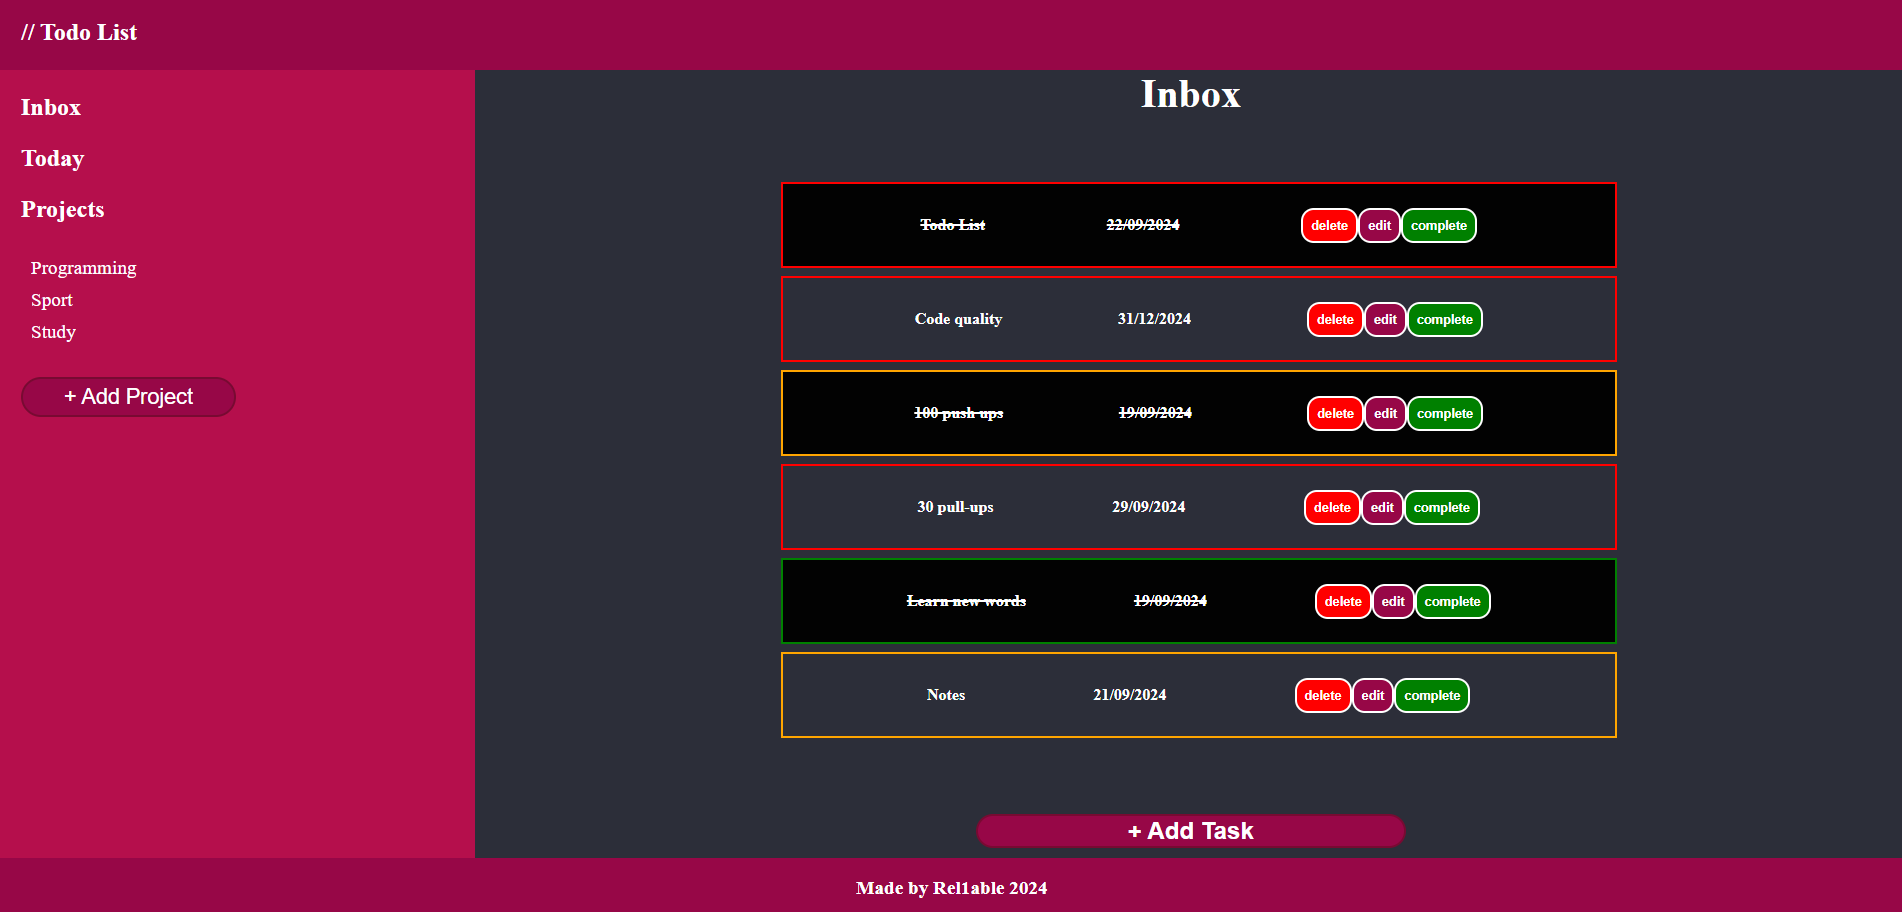 // Todo List
Inbox
Today
Projects
Programming
Sport
Study
+ Add Project
Inbox
Todo List 22/09/2024 delete edit complete
Code quality 31/12/2024 delete edit complete
100 push-ups 19/09/2024 delete edit complete
30 pull-ups 29/09/2024 delete edit complete
Learn new words 19/09/2024 delete edit complete
Notes 21/09/2024 delete edit complete
+ Add Task
Made by Rel1able 2024